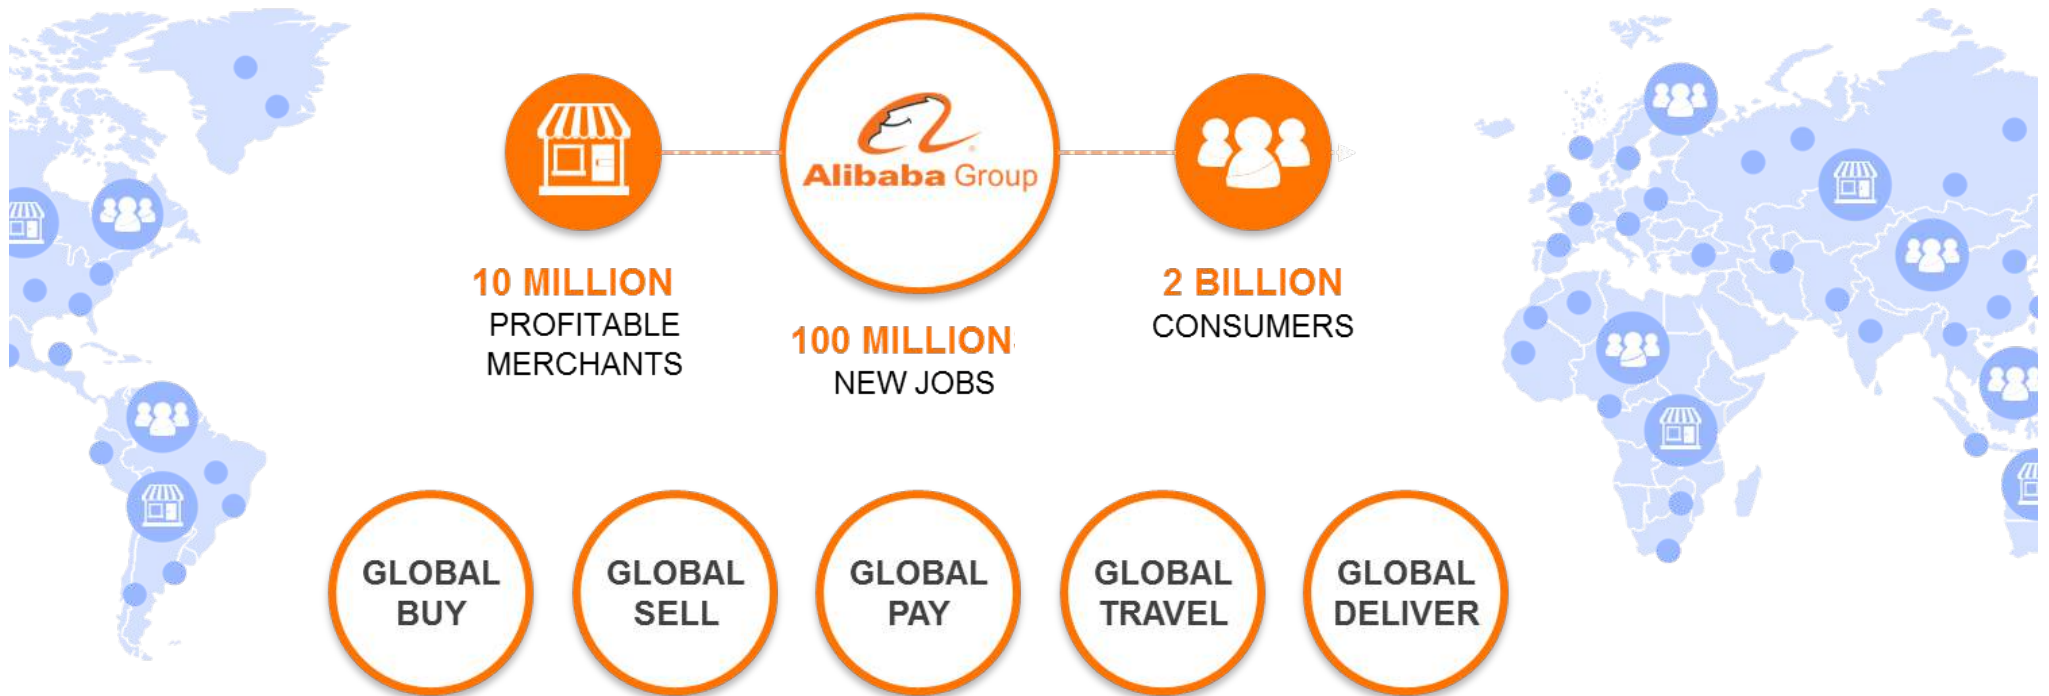 Alibaba Group
10 MILLION
PROFITABLE
MERCHANTS
100 MILLION
NEW JOBS
2 BILLION
CONSUMERS
GLOBAL
BUY
GLOBAL
SELL
GLOBAL
PAY
GLOBAL
TRAVEL
GLOBAL
DELIVER